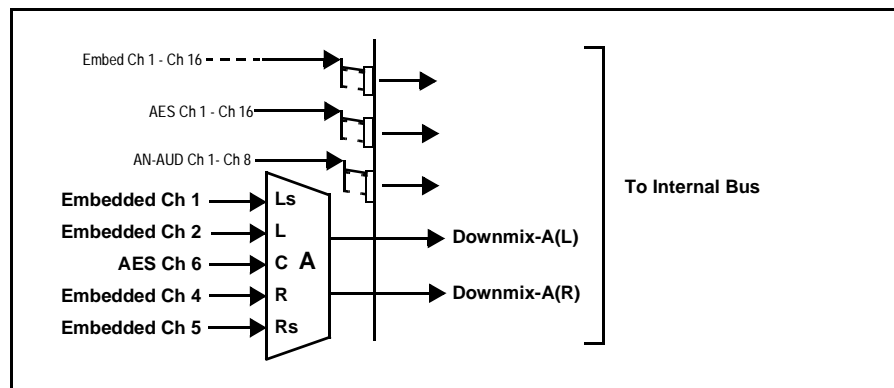 Embed Ch 1 - Ch 16
AES Ch 1 - Ch 16
AN-AUD Ch 1- Ch 8
To Internal Bus
Embedded Ch 1
Ls
Embedded Ch 2
L
Downmix-A(L)
AES Ch 6
C
A
Embedded Ch 4
R
Downmix-A(R)
Embedded Ch 5
Rs